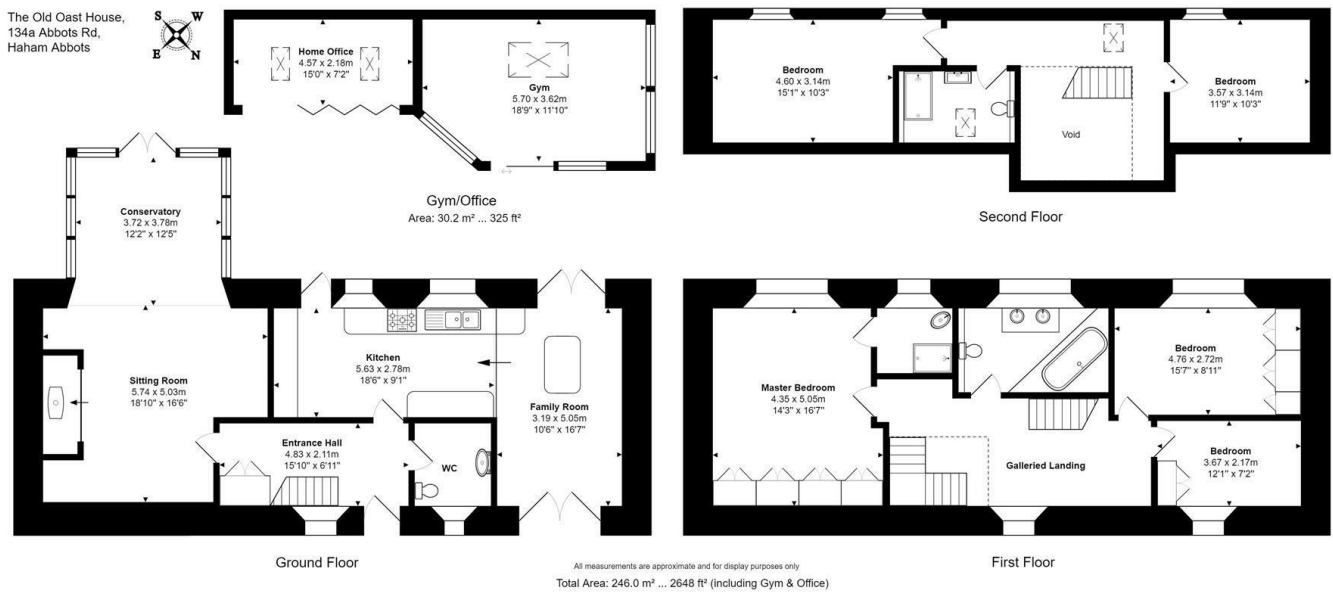 The Old Oast House,
134a Abbots Rd,
Haham Abbots
S W
E N
Home Office
4.57 x 2.18m
15'0" x 7'2"
Gym
5.70 x 3.62m
18'9" x 11'10"
Gym/Office
Area: 30.2 m² ... 325 ft²
Bedroom
4.60 x 3.14m
15'1" x 10'3"
Void
Bedroom
3.57 x 3.14m
11'9" x 10'3"
Second Floor
Conservatory
3.72 x 3.78m
12'2" x 12'5"
Sitting Room
5.74 x 5.03m
18'10" x 16'6"
Kitchen
5.63 x 2.78m
18'6" x 9'1"
Family Room
3.19 x 5.05m
10'6" x 16'7"
Entrance Hall
4.83 x 2.11m
15'10" x 6'11"
WC
Ground Floor
Master Bedroom
4.35 x 5.05m
14'3" x 16'7"
Bedroom
4.76 x 2.72m
15'7" x 8'11"
Galleried Landing
Bedroom
3.67 x 2.17m
12'1" x 7'2"
First Floor
All measurements are approximate and for display purposes only
Total Area: 246.0 m² ... 2648 ft² (including Gym & Office)